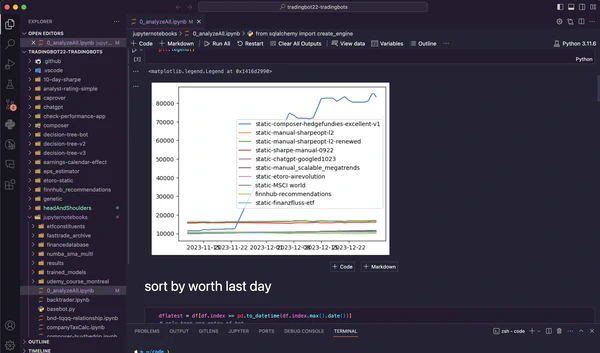 tradingbot22-tradingbots
EXPLORER
OPEN EDITORS
0_analyzeAll.ipynb jupyt... M
TRADINGBOT22-TRADINGBOTS
.github
.vscode
10-day-sharpe
analyst-rating-simple
caprover
chatgpt
check-performance-app
composer
decision-tree-bot
decision-tree-v2
decision-tree-v3
earnings-calendar-effect
eps_estimator
etoro-static
finnhub_recommendations
genetic
headAndShoulders
jupyternotebooks
etfconstituents
fasttrade_archive
financedatabase
numba_sma_multi
results
trained_models
udemy_course_montreal
0_analyzeAll.ipynb M
backtrader.ipynb
basebot.py
bnd-tqqq-relationship.ipynb
companyTaxCalc.ipynb
OUTLINE
TIMELINE
0_analyzeAll.ipynb M
jupyternotebooks > 0_analyzeAll.ipynb > from sqlalchemy import create_engine
+ Code + Markdown Run All Restart Clear All Outputs View data Variables Outline ... Python 3.11.6
plt.legend()
[3] Python
... <matplotlib.legend.Legend at 0x1416d2990>
80000
70000
60000
50000
40000
30000
20000
10000
static-composer-hedgefundies-excellent-v1
static-manual-sharpeopt-l2
static-manual-sharpeopt-l2-renewed
static-sharpe-manual-0922
static-chatgpt-googled1023
static-manual_scalable_megatrends
static-etoro-airevolution
static-MSCI world
finnhub-recommendations
static-finanzfluss-etf
2023-11-15 2023-11-22 2023-12-01 2023-12-08 2023-12-15 2023-12-22
+ Code + Markdown
sort by worth last day
dflatest = df[df.index >= pd.to_datetime(df.index.max().date())]
PROBLEMS OUTPUT GITLENS JUPYTER PORTS DEBUG CONSOLE TERMINAL zsh - code
~/code